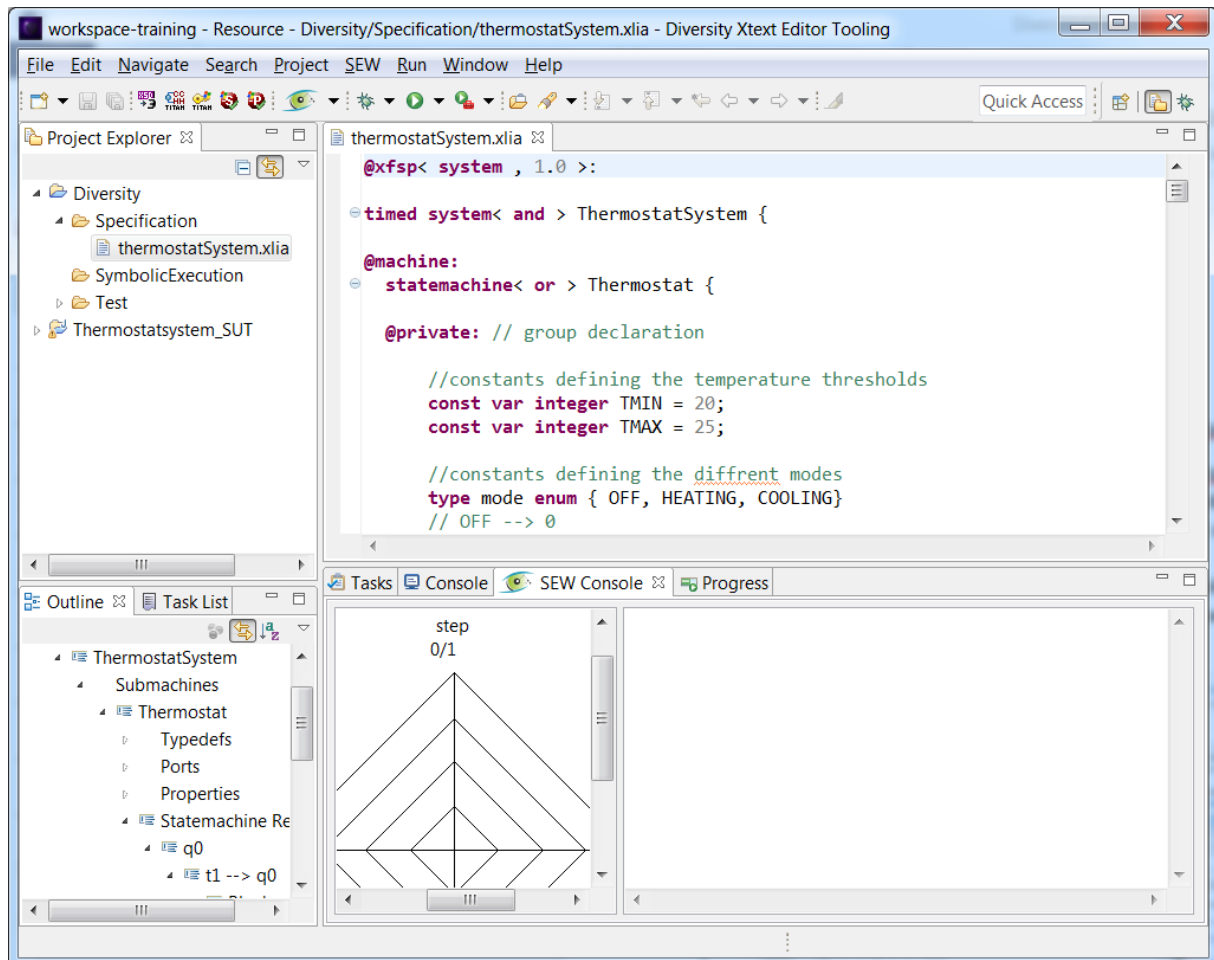 workspace-training - Resource - Diversity/Specification/thermostatSystem.xlia - Diversity Xtext Editor Tooling
File Edit Navigate Search Project SEW Run Window Help
Quick Access
Project Explorer
Diversity
Specification
thermostatSystem.xlia
SymbolicExecution
Test
Thermostatsystem_SUT
thermostatSystem.xlia
@xfsp< system , 1.0 >:
timed system< and > ThermostatSystem {
@machine:
statemachine< or > Thermostat {
@private: // group declaration
//constants defining the temperature thresholds
const var integer TMIN = 20;
const var integer TMAX = 25;
//constants defining the diffrent modes
type mode enum { OFF, HEATING, COOLING}
// OFF --> 0
Outline Task List
ThermostatSystem
Submachines
Thermostat
Typedefs
Ports
Properties
Statemachine Re
q0
t1 --> q0
Tasks Console SEW Console Progress
step
0/1